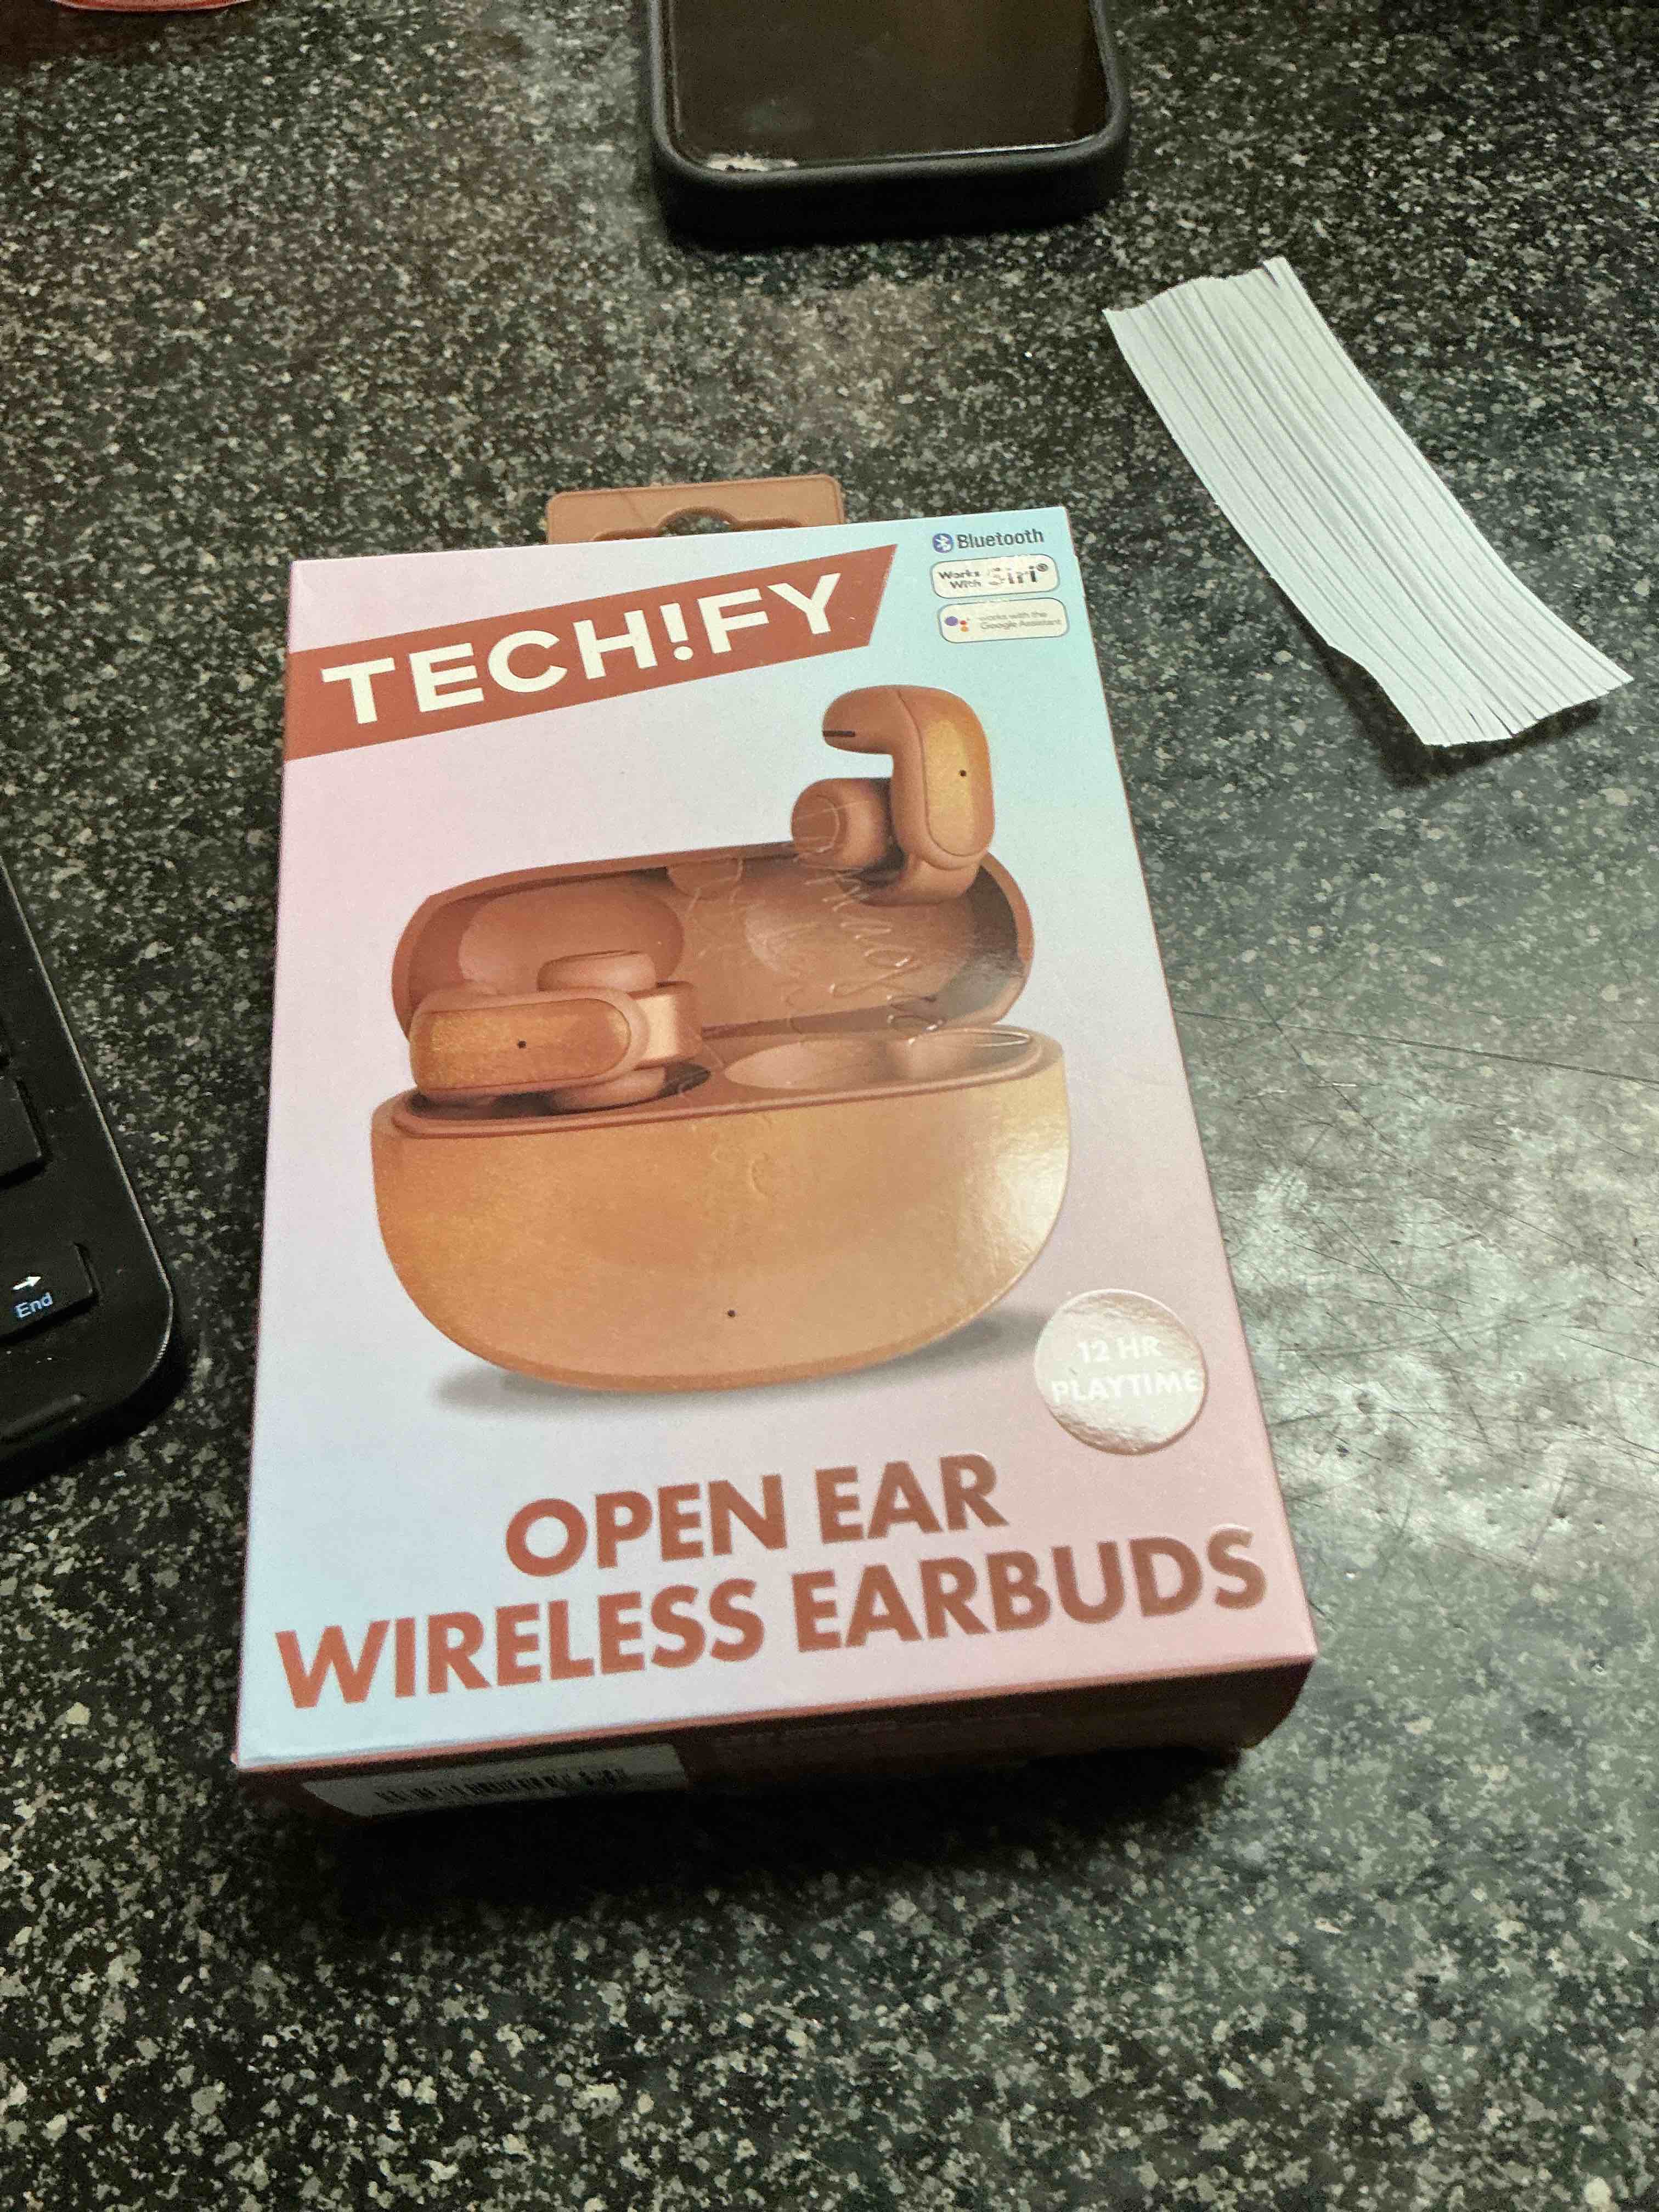 Bluetooth
Works
With Siri®
works with the
Google Assistant
TECH!FY
12 HR
PLAYTIME
OPEN EAR
WIRELESS EARBUDS
End